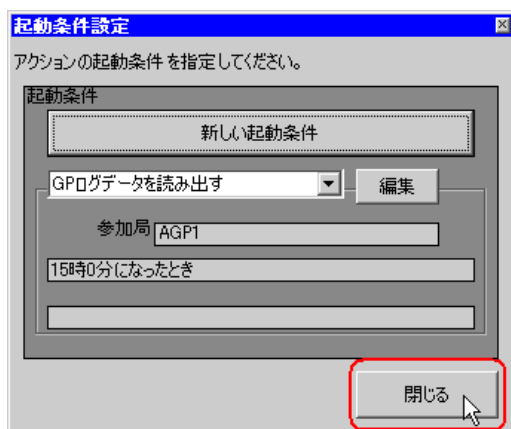 起動条件設定
アクションの起動条件を指定してください。
起動条件
新しい起動条件
GPログデータを読み出す
編集
参加局 AGP1
15時0分になったとき
閉じる